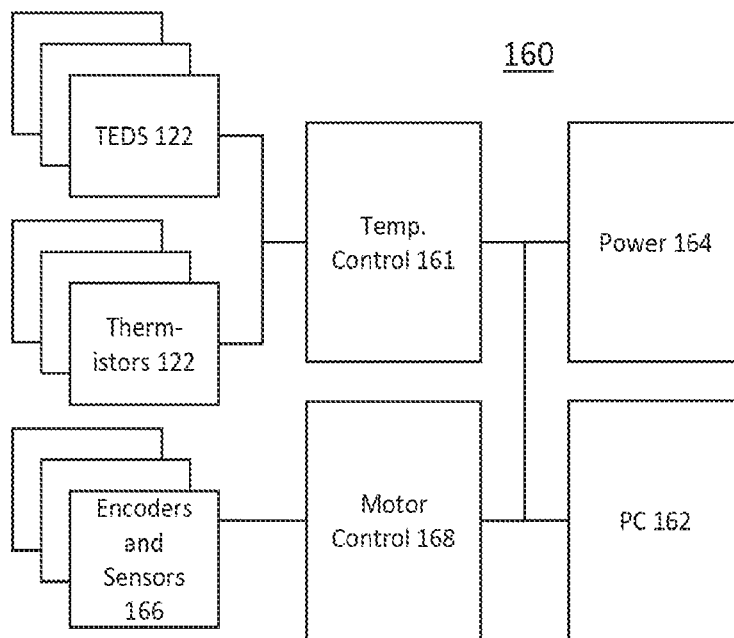 160
TEDS 122
Temp.
Control 161
Power 164
Therm-
istors 122
Encoders
and
Sensors
166
Motor
Control 168
PC 162